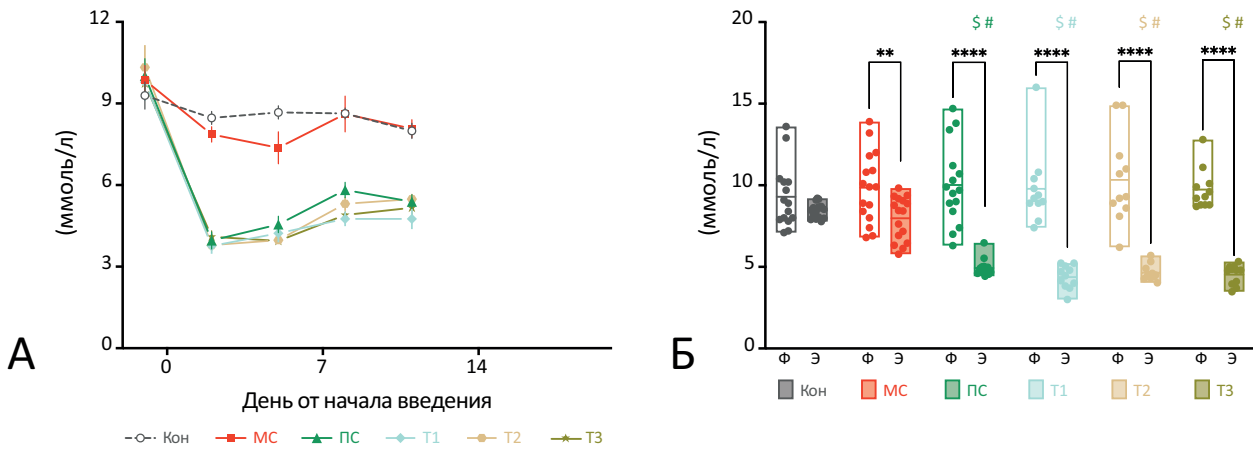 12
9
6
3
0
(ммоль/л)
0
7
14
День от начала введения
А
Кон
МС
ПС
Т1
Т2
Т3
20
15
10
5
0
(ммоль/л)
$ #
$ #
$ #
$ #
**
****
****
****
****
Ф Э Ф Э Ф Э Ф Э Ф Э Ф Э
Б
Кон
МС
ПС
Т1
Т2
Т3